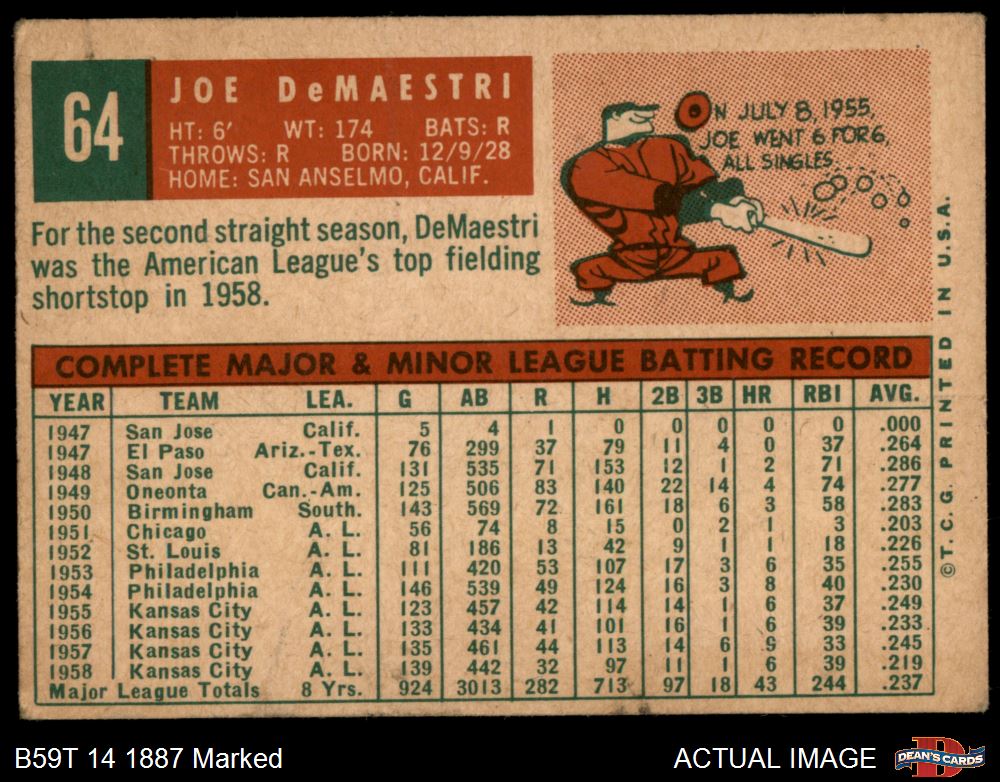 64
JOE DeMAESTRI
HT: 6' WT: 174 BATS: R
THROWS: R BORN: 12/9/28
HOME: SAN ANSELMO, CALIF.
For the second straight season, DeMaestri
was the American League's top fielding
shortstop in 1958.
ON JULY 8, 1955,
JOE WENT 6 FOR 6,
ALL SINGLES
COMPLETE MAJOR & MINOR LEAGUE BATTING RECORD
YEAR TEAM LEA. G AB R H 2B 3B HR RBI AVG.
1947 San Jose Calif. 5 4 1 0 0 0 0 0 .000
1947 El Paso Ariz.-Tex. 76 299 37 79 11 4 0 37 .264
1948 San Jose Calif. 131 535 71 153 12 1 2 71 .286
1949 Oneonta Can.-Am. 125 506 83 140 22 14 4 74 .277
1950 Birmingham South. 143 569 72 161 18 6 3 58 .283
1951 Chicago A. L. 56 74 8 15 0 2 1 3 .203
1952 St. Louis A. L. 81 186 13 42 9 1 1 18 .226
1953 Philadelphia A. L. 111 420 53 107 17 3 6 35 .255
1954 Philadelphia A. L. 146 539 49 124 16 3 8 40 .230
1955 Kansas City A. L. 123 457 42 114 14 1 6 37 .249
1956 Kansas City A. L. 133 434 41 101 16 1 6 39 .233
1957 Kansas City A. L. 135 461 44 113 14 6 9 33 .245
1958 Kansas City A. L. 139 442 32 97 11 1 6 39 .219
Major League Totals 8 Yrs. 924 3013 282 713 97 18 43 244 .237
© T. C. G. PRINTED IN U.S.A.
B59T 14 1887 Marked
ACTUAL IMAGE
D
DEAN'S CARDS